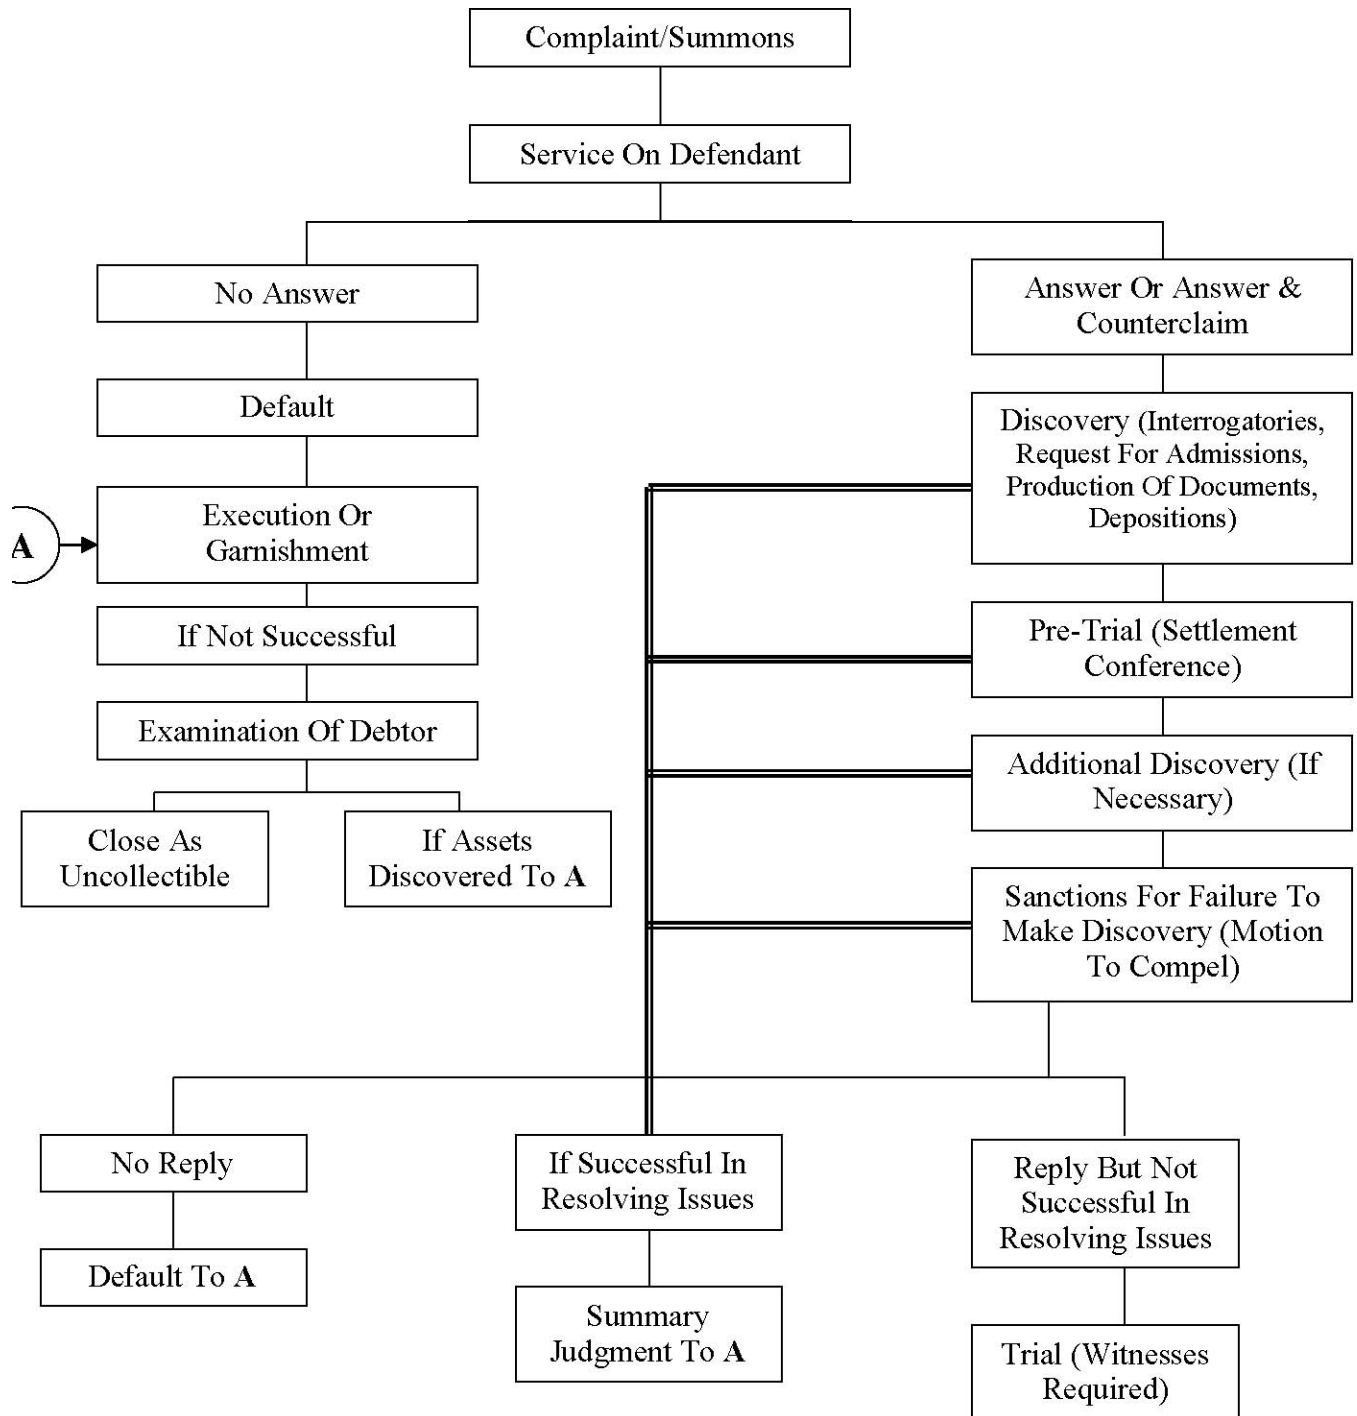 Complaint/Summons
Service On Defendant
No Answer
Answer Or Answer &
Counterclaim
Default
Discovery (Interrogatories,
Request For Admissions,
Production Of Documents,
Depositions)
A
Execution Or
Garnishment
If Not Successful
Pre-Trial (Settlement
Conference)
Examination Of Debtor
Additional Discovery (If
Necessary)
Close As
Uncollectible
If Assets
Discovered To A
Sanctions For Failure To
Make Discovery (Motion
To Compel)
No Reply
If Successful In
Resolving Issues
Reply But Not
Successful In
Resolving Issues
Default To A
Summary
Judgment To A
Trial (Witnesses
Required)